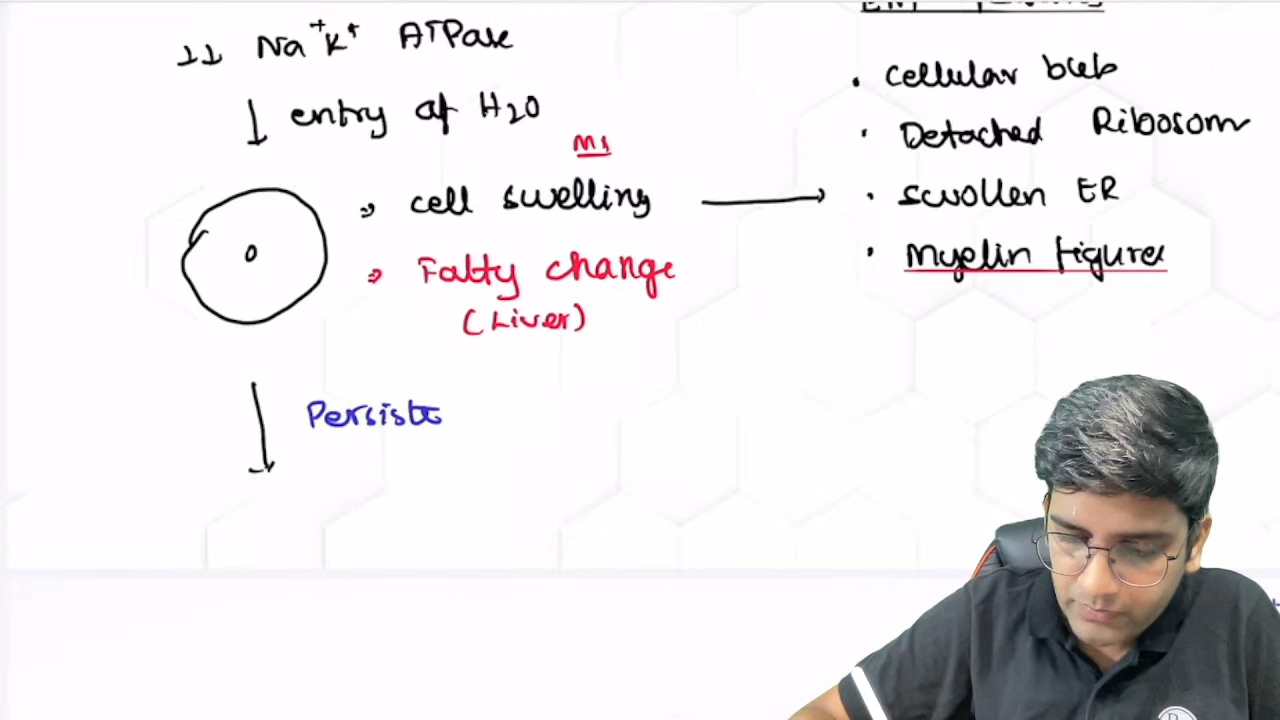 ↓↓ Na⁺K⁺ ATPase
↓ entry of H₂O
M1
⇒ cell swelling →
⇒ Fatty change
(Liver)
Persists
• cellular bleb
• Detached Ribosom
• Swollen ER
• Myelin figures